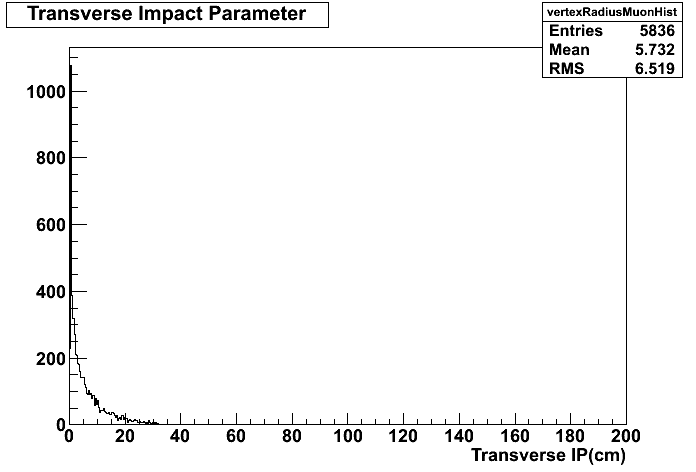 Transverse Impact Parameter
vertexRadiusMuonHist
Entries 5836
Mean 5.732
RMS 6.519
1000
800
600
400
200
0
0 20 40 60 80 100 120 140 160 180 200
Transverse IP(cm)